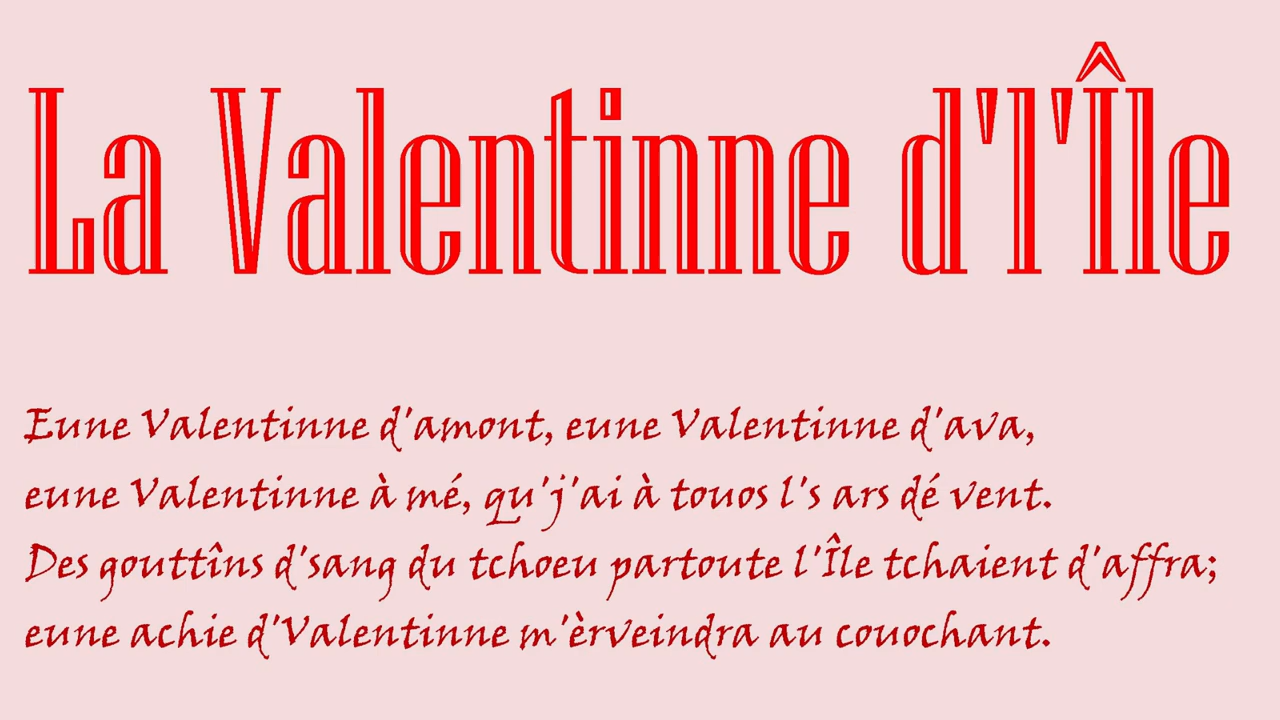 La Valentinne d'l'Île
Eune Valentinne d'amont, eune Valentinne d'ava,
eune Valentinne à mé, qu'j'ai à touos l's ars dé vent.
Des gouttîns d'sang du tchoeu partoute l'Île tchaient d'affra;
eune achie d'Valentinne m'èrveindra au couochant.